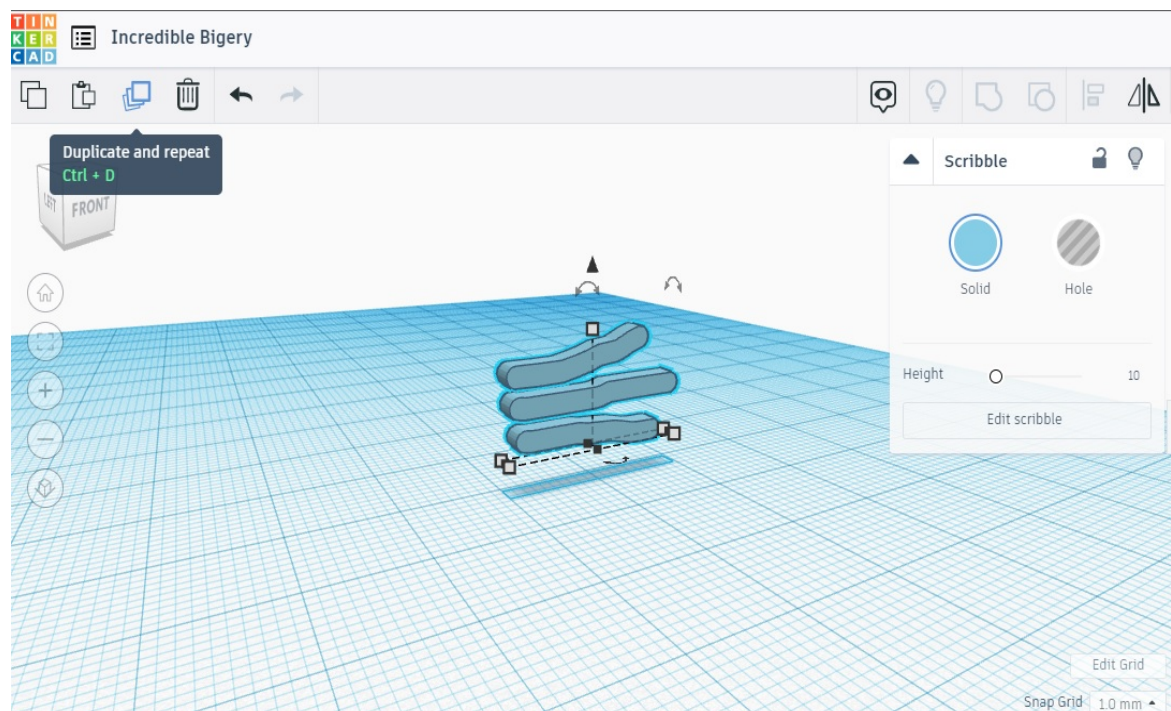 TIN
KER
CAD
Incredible Bigery
Duplicate and repeat
Ctrl + D
LEFT
FRONT
Scribble
Solid
Hole
Height
10
Edit scribble
Edit Grid
Snap Grid
1.0 mm